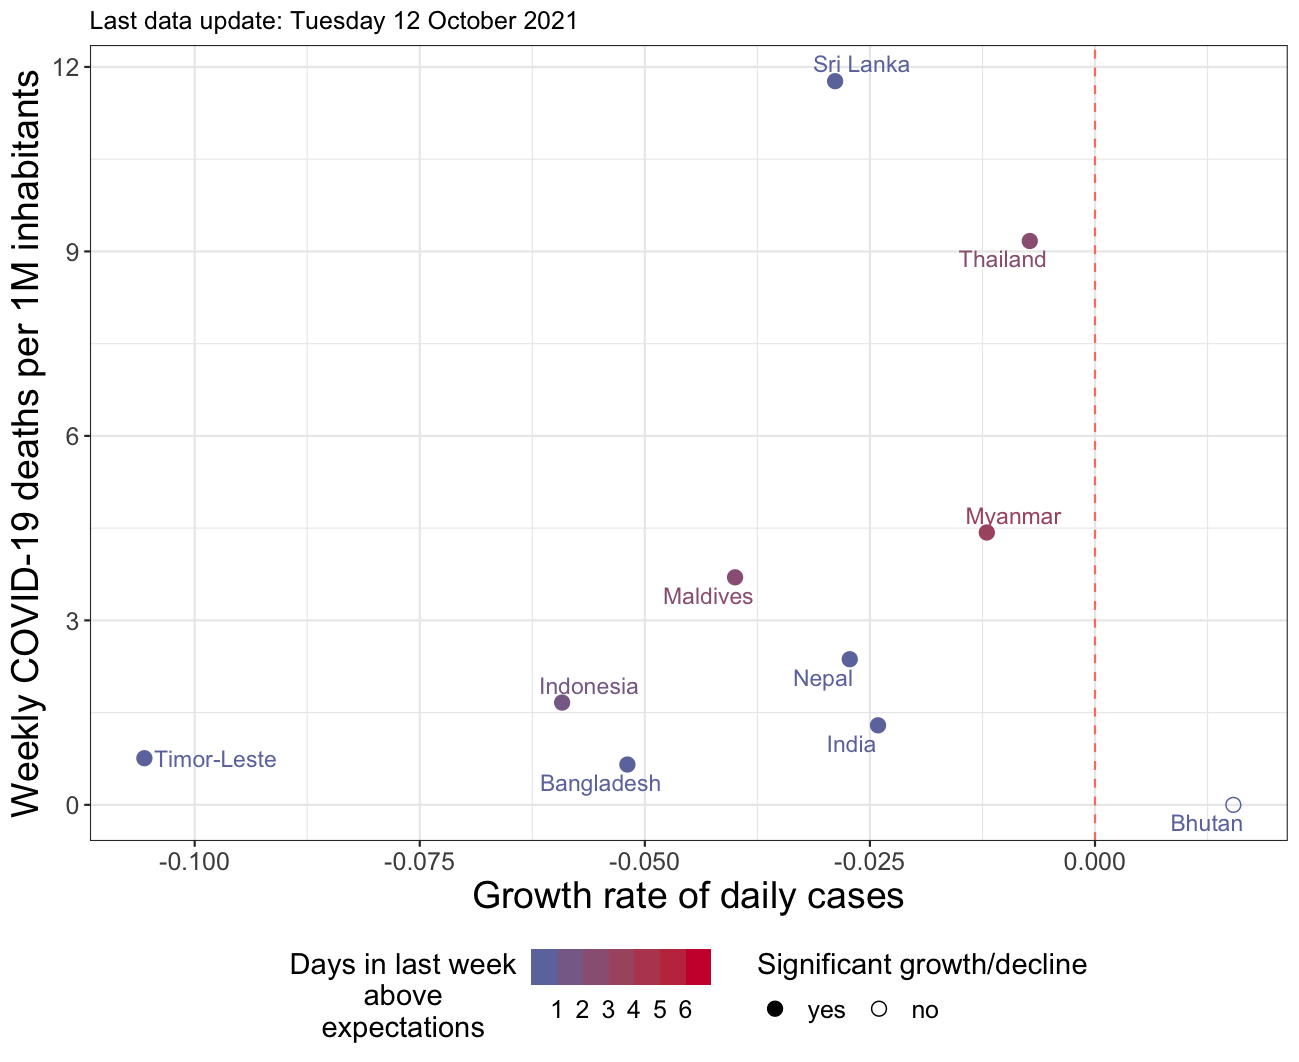 Last data update: Tuesday 12 October 2021
Weekly COVID-19 deaths per 1M inhabitants
12
9
6
3
0
Sri Lanka
Thailand
Myanmar
Maldives
Nepal
Indonesia
India
Timor-Leste
Bangladesh
Bhutan
-0.100 -0.075 -0.050 -0.025 0.000
Growth rate of daily cases
Days in last week
above
expectations
1 2 3 4 5 6
Significant growth/decline
yes no